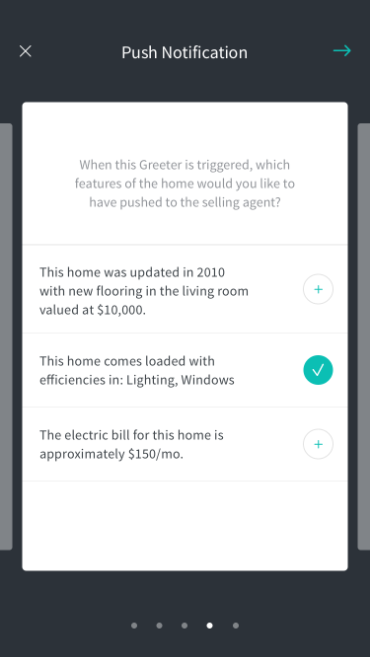 Push Notification
When this Greeter is triggered, which
features of the home would you like to
have pushed to the selling agent?
This home was updated in 2010
with new flooring in the living room
valued at $10,000.
This home comes loaded with
efficiencies in: Lighting, Windows
The electric bill for this home is
approximately $150/mo.